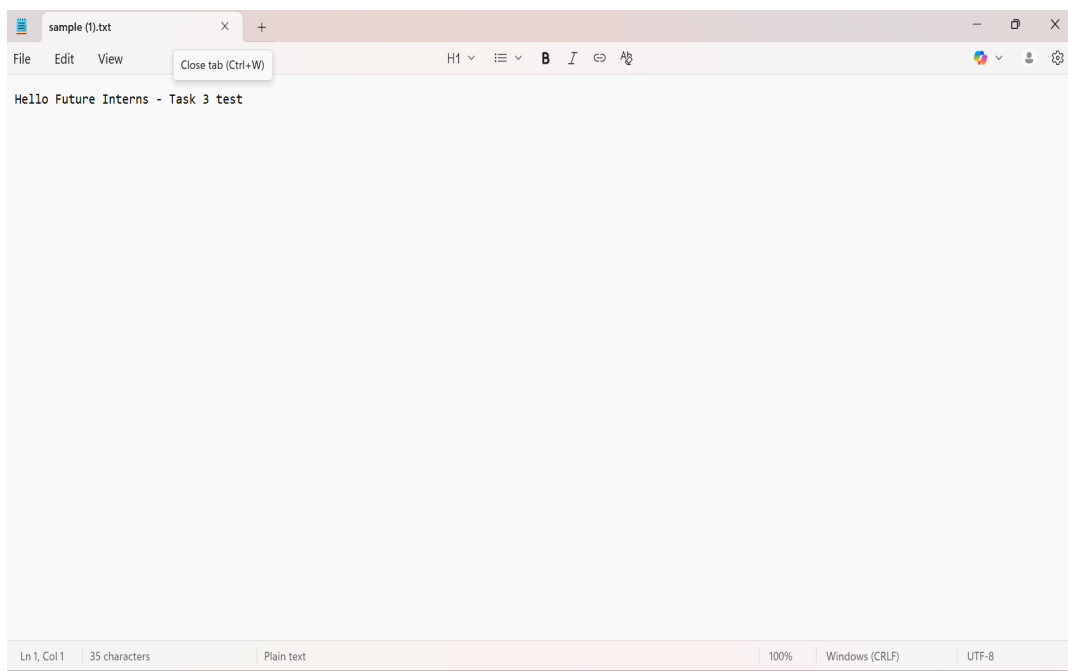 sample (1).txt
File Edit View
Close tab (Ctrl+W)
H1 B I A
Hello Future Interns - Task 3 test
Ln 1, Col 1 35 characters Plain text 100% Windows (CRLF) UTF-8